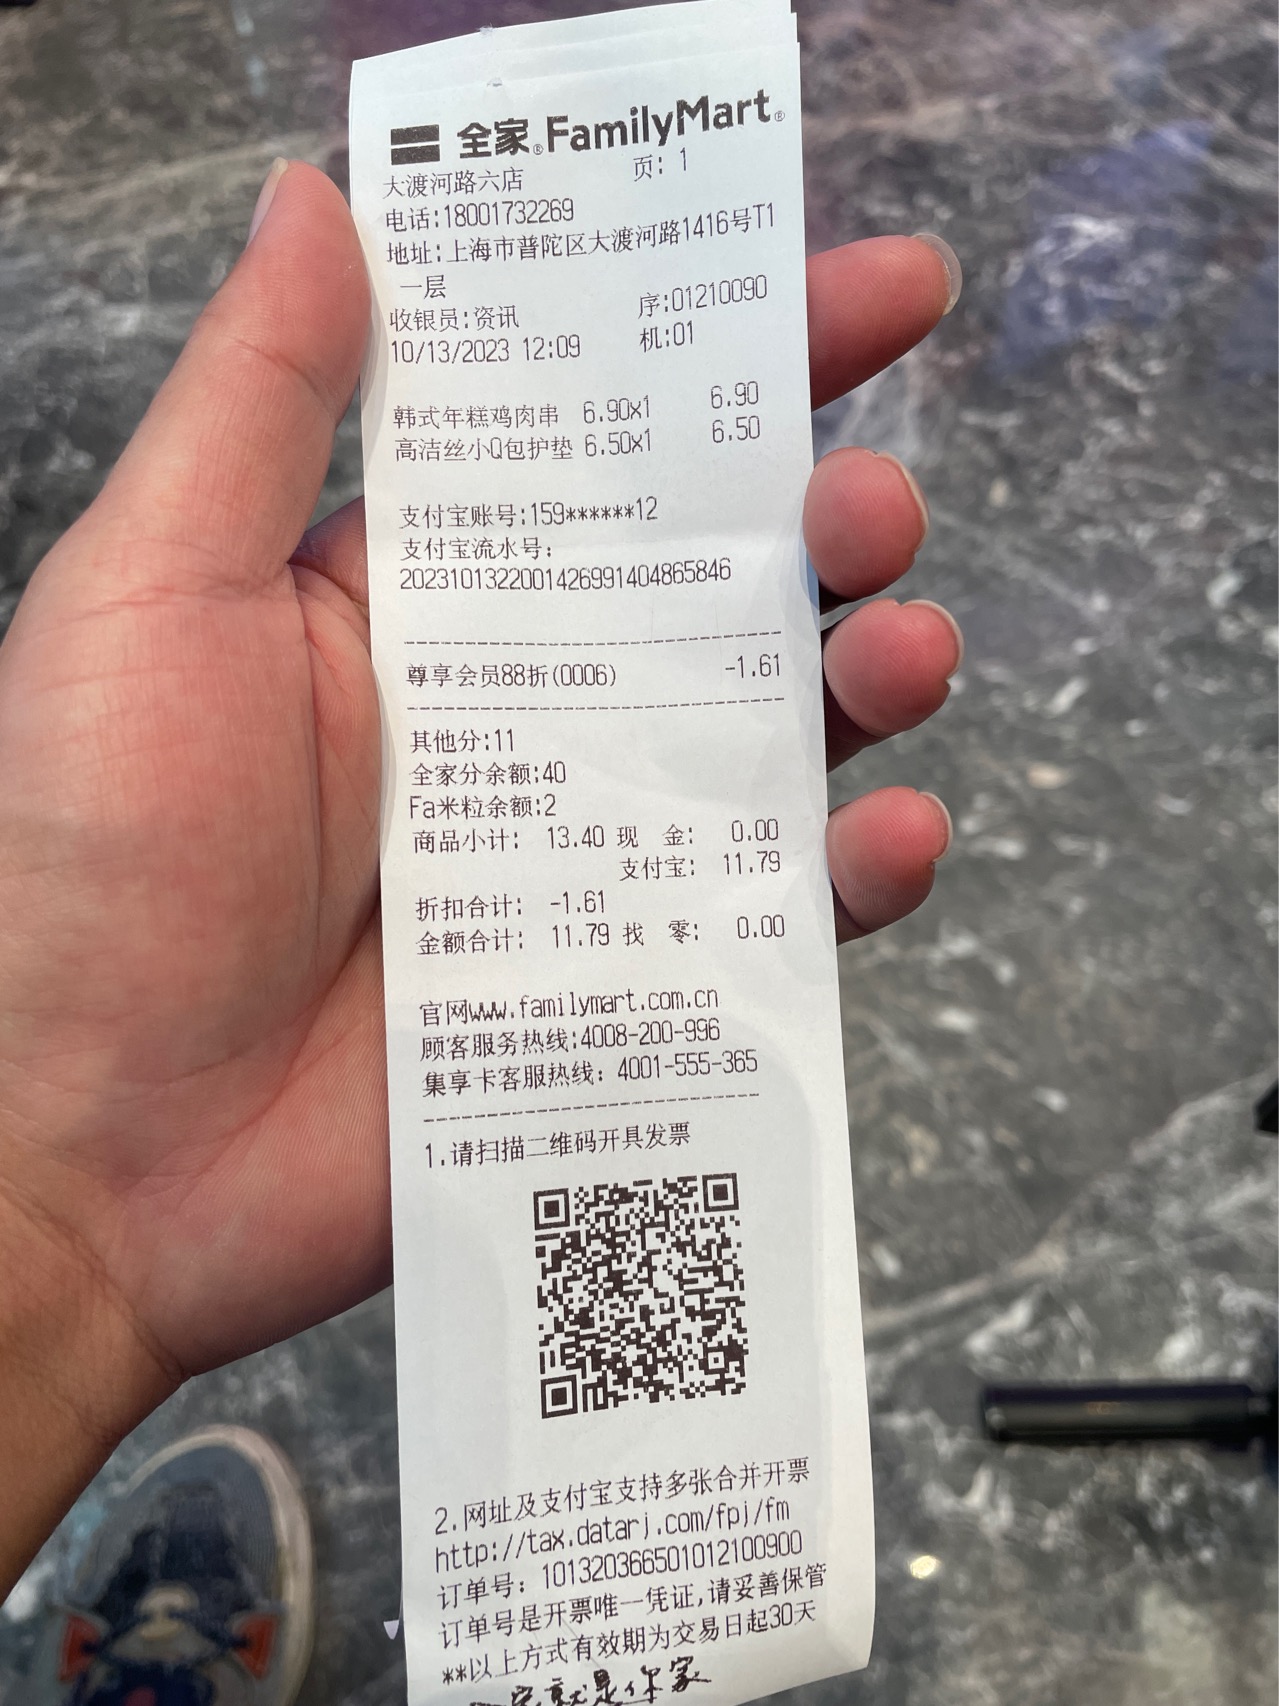 全家®FamilyMart®
大渡河路六店 页: 1
电话:18001732269
地址:上海市普陀区大渡河路1416号T1
一层
收银员:资讯 序:01210090
10/13/2023 12:09 机:01
韩式年糕鸡肉串 6.90x1 6.90
高洁丝小Q包护垫 6.50x1 6.50
支付宝账号:159******12
支付宝流水号:
2023101322001426991404865846
尊享会员88折(0006) -1.61
其他分:11
全家分余额:40
Fa米粒余额:2
商品小计: 13.40 现 金: 0.00
支付宝: 11.79
折扣合计: -1.61
金额合计: 11.79 找 零: 0.00
官网www.familymart.com.cn
顾客服务热线:4008-200-996
集享卡客服热线: 4001-555-365
1.请扫描二维码开具发票
2.网址及支付宝支持多张合并开票
http://tax.datarj.com/fpj/fm
订单号: 101320366501012100900
订单号是开票唯一凭证,请妥善保管
**以上方式有效期为交易日起30天
家就是你家